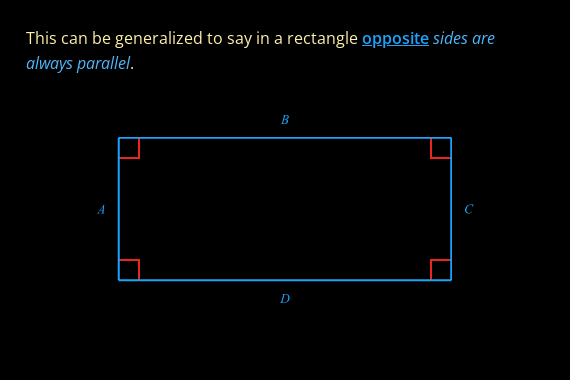 This can be generalized to say in a rectangle opposite sides are
always parallel.
B
A
C
D